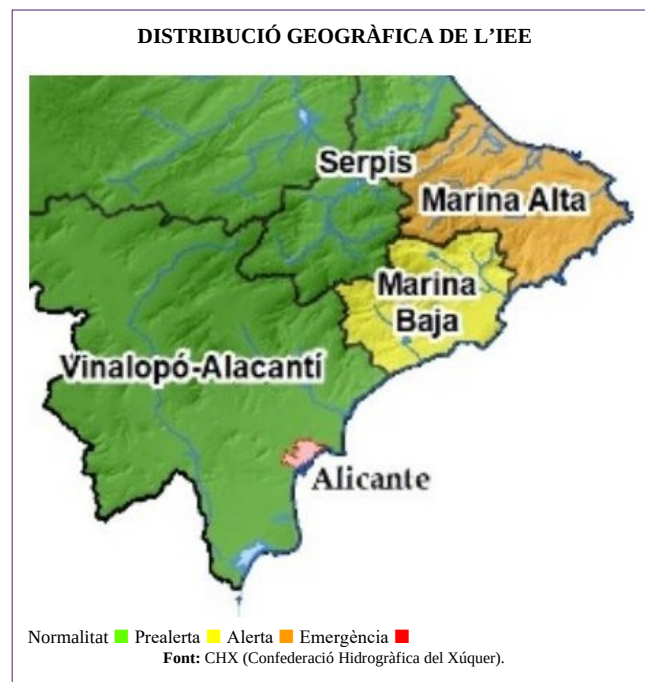 DISTRIBUCIÓ GEOGRÀFICA DE L'IEE
Serpis
Marina Alta
Marina
Baja
Vinalopó-Alacantí
Alicante
Normalitat Prealerta Alerta Emergència
Font: CHX (Confederació Hidrogràfica del Xúquer).